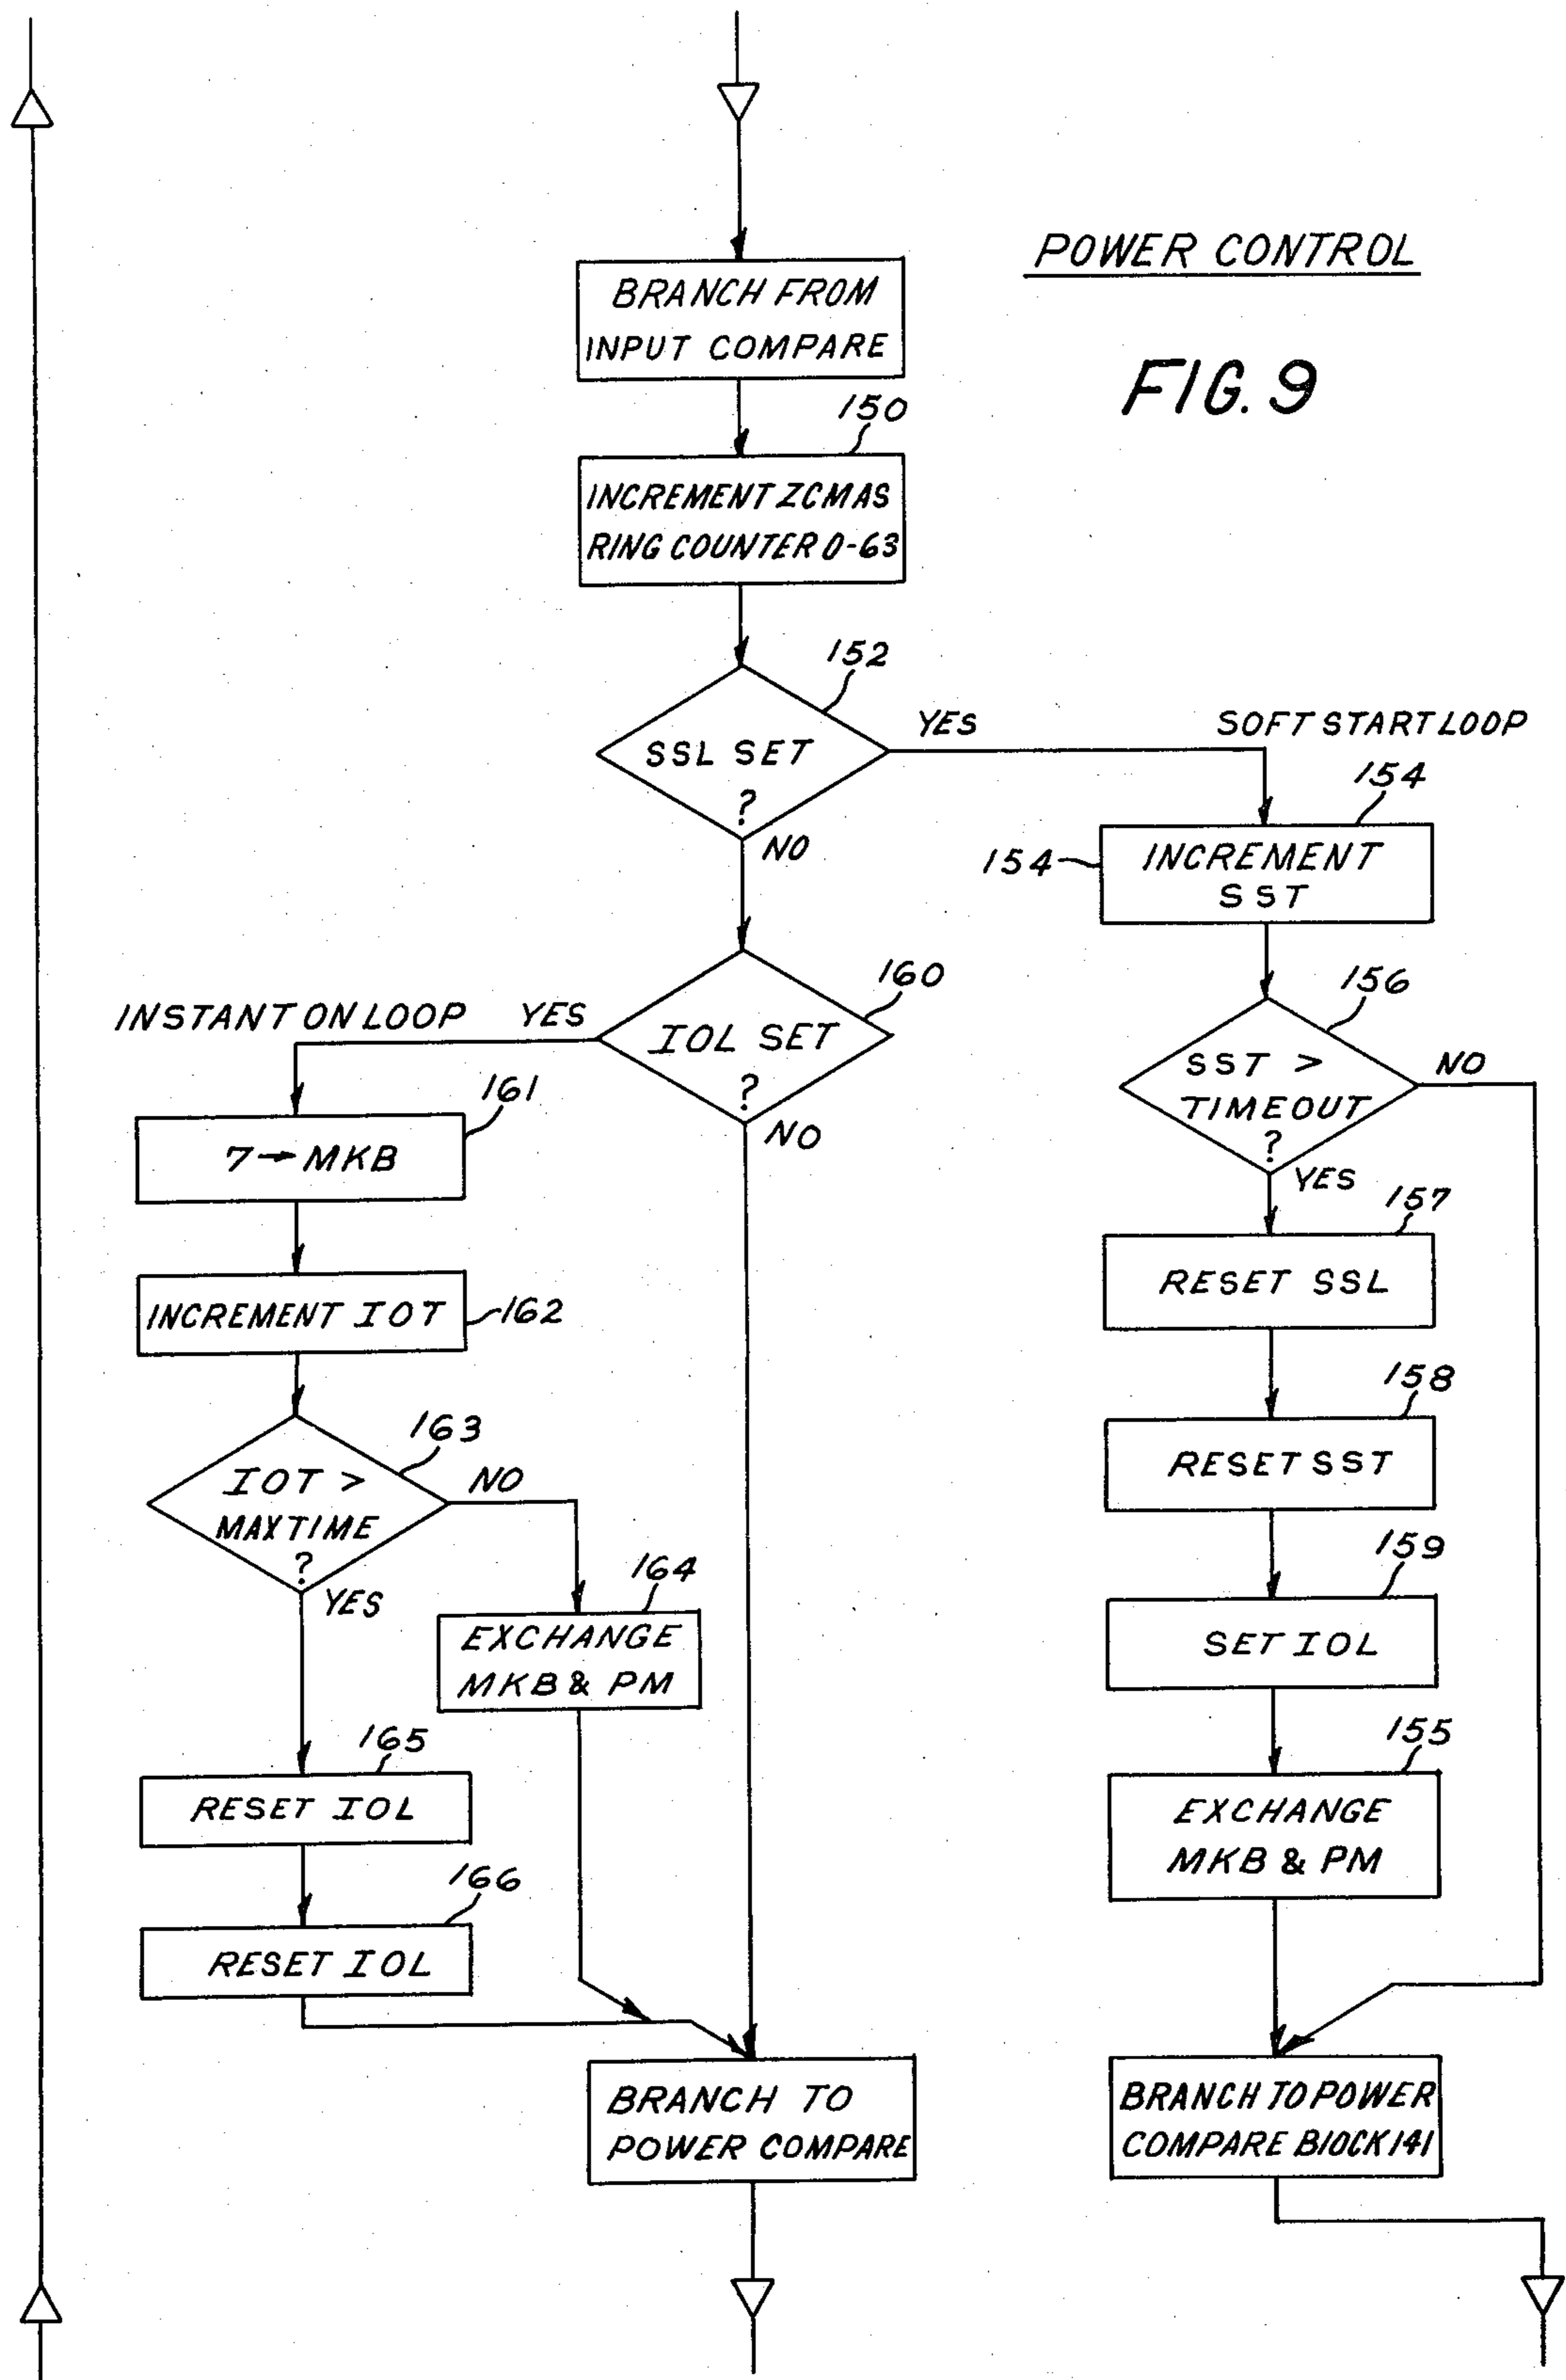 POWER CONTROL
FIG. 9
BRANCH FROM
INPUT COMPARE
150
INCREMENT ZCMAS
RING COUNTER 0-63
152
SSL SET
?
YES
NO
SOFT START LOOP
154
154
INCREMENT
SST
156
SST >
TIMEOUT
?
NO
YES
157
RESET SSL
158
RESET SST
159
SET IOL
155
EXCHANGE
MKB & PM
BRANCH TO POWER
COMPARE BLOCK 141
160
IOL SET
?
YES
NO
INSTANT ON LOOP
161
7→MKB
INCREMENT IOT
162
163
IOT >
MAXTIME
?
NO
YES
164
EXCHANGE
MKB & PM
165
RESET IOL
166
RESET IOL
BRANCH TO
POWER COMPARE